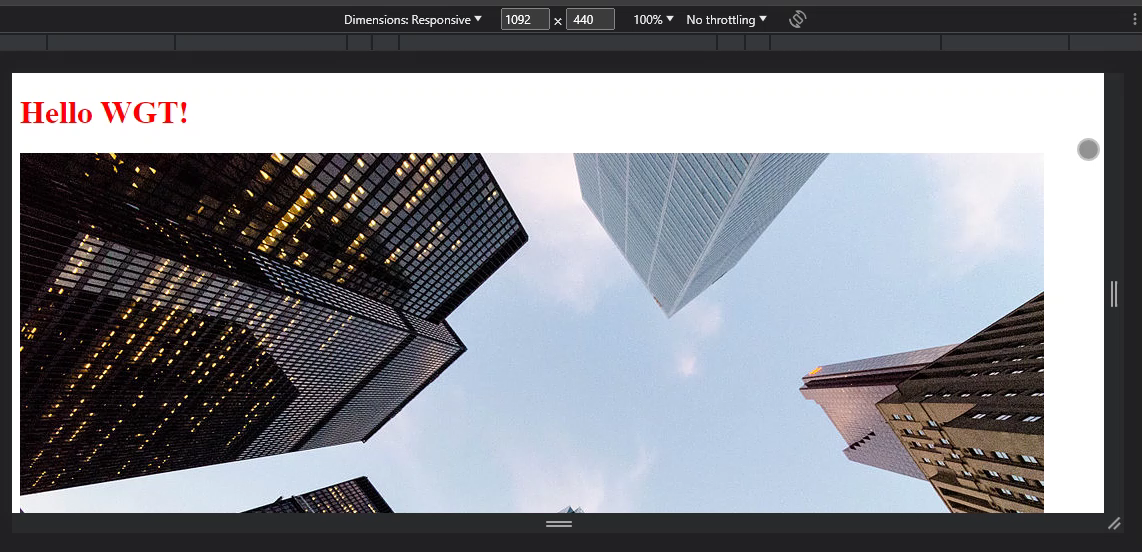 Dimensions: Responsive 1092 x 440 100% No throttling
Hello WGT!